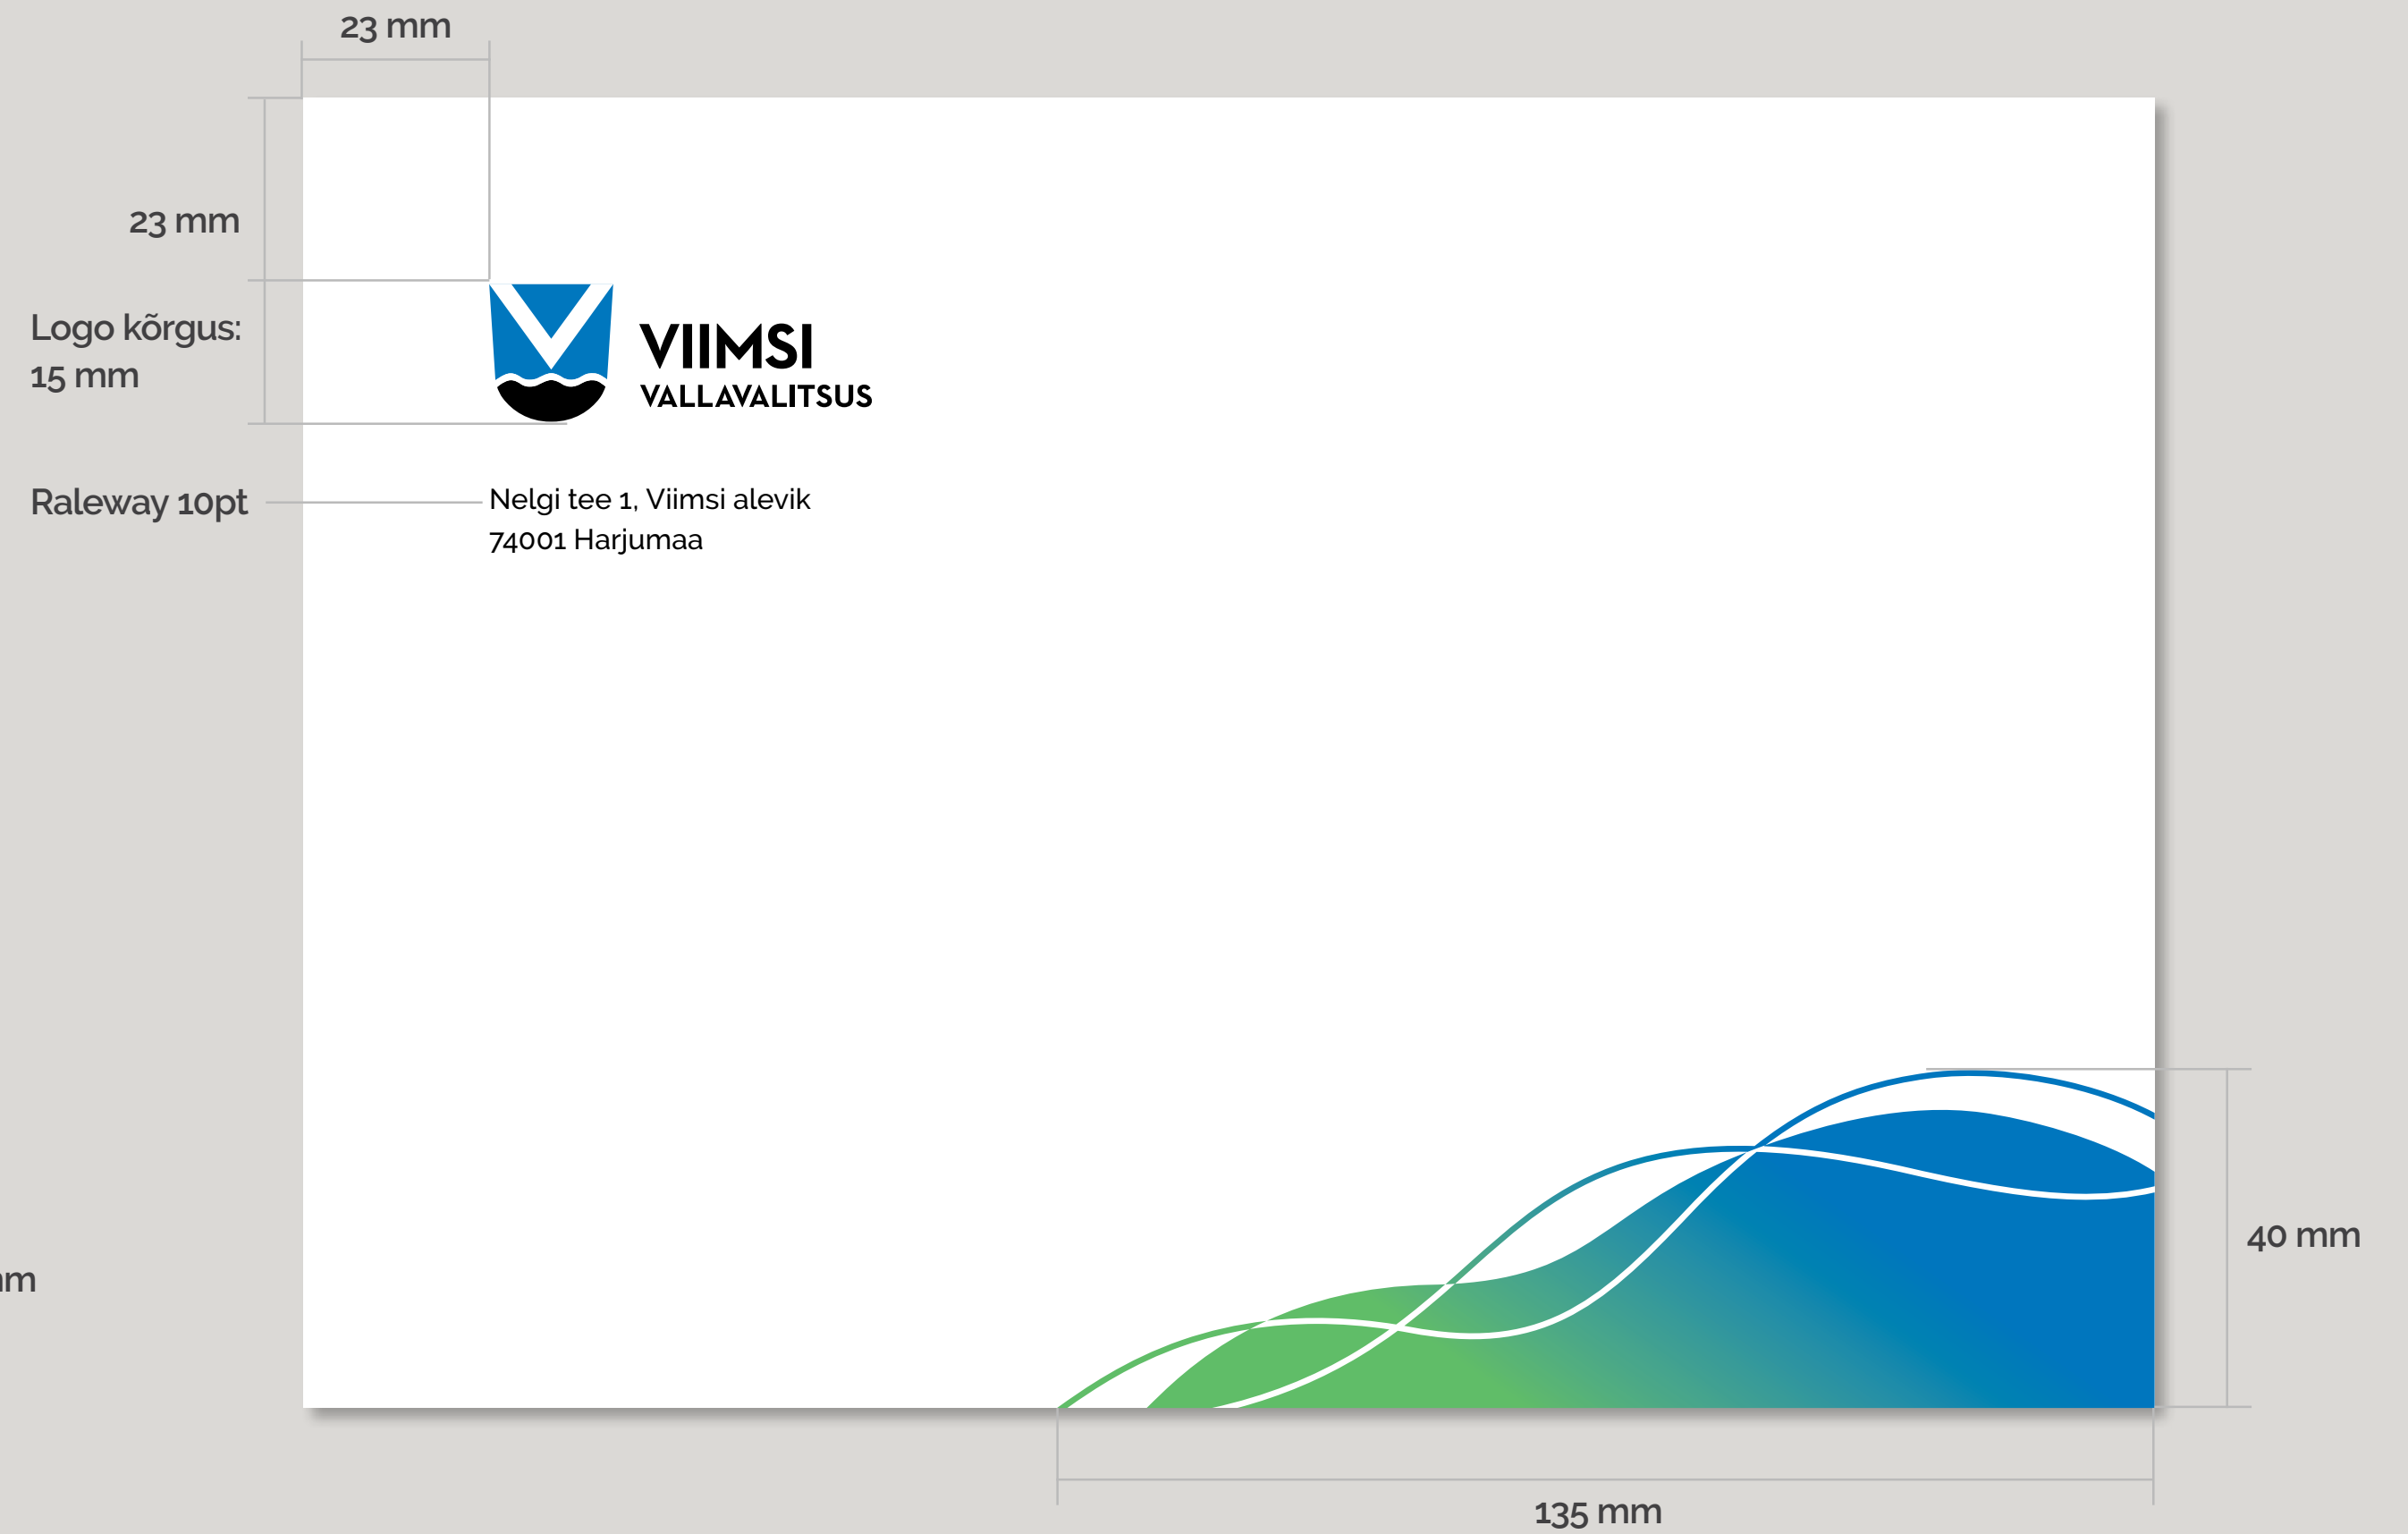 23 mm
23 mm
Logo kõrgus:
15 mm
VIIMSI
VALLAVALITSUS
Raleway 10pt
Nelgi tee 1, Viimsi alevik
74001 Harjumaa
40 mm
135 mm